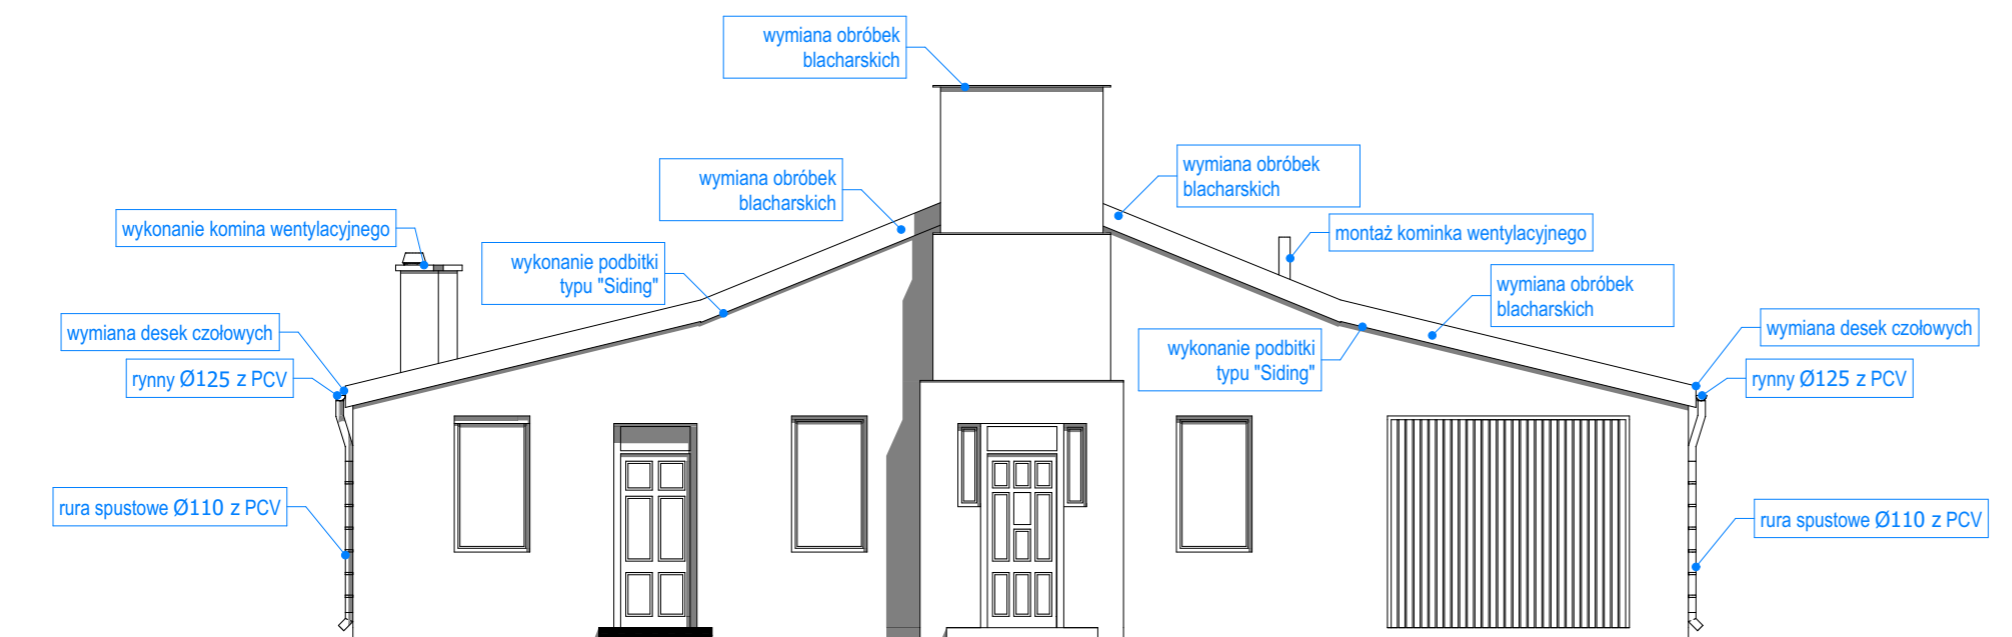 wymiana obróbek
blacharskich
wymiana obróbek
blacharskich
wymiana obróbek
blacharskich
wykonanie komina wentylacyjnego
montaż kominka wentylacyjnego
wykonanie podbitki
typu "Siding"
wymiana obróbek
blacharskich
wymiana desek czołowych
wymiana desek czołowych
wykonanie podbitki
typu "Siding"
rynny Ø125 z PCV
rynny Ø125 z PCV
rura spustowe Ø110 z PCV
rura spustowe Ø110 z PCV